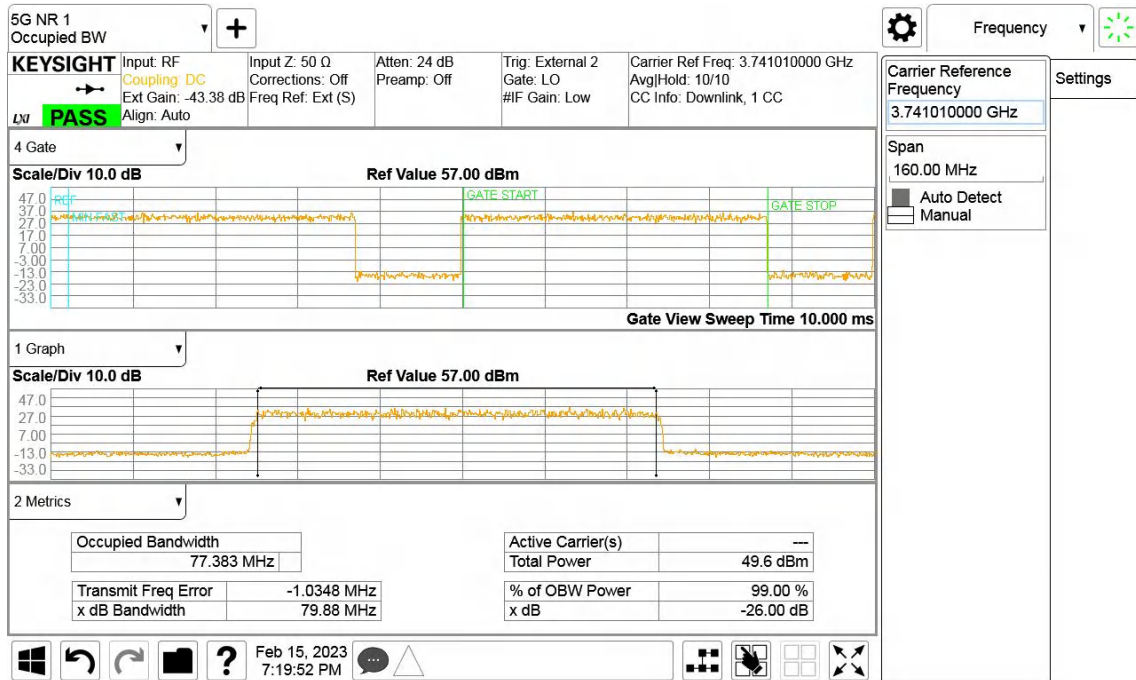 5G NR 1
Occupied BW
Frequency
KEYSIGHT
LXI
PASS
Input: RF
Coupling: DC
Ext Gain: -43.38 dB
Align: Auto
Input Z: 50 Ω
Corrections: Off
Freq Ref: Ext (S)
Atten: 24 dB
Preamp: Off
Trig: External 2
Gate: LO
#IF Gain: Low
Carrier Ref Freq: 3.741010000 GHz
Avg|Hold: 10/10
CC Info: Downlink, 1 CC
Carrier Reference
Frequency
3.741010000 GHz
Settings
Span
160.00 MHz
Auto Detect
Manual
4 Gate
Scale/Div 10.0 dB
Ref Value 57.00 dBm
47.0
37.0
27.0
17.0
7.00
-3.00
-13.0
-23.0
-33.0
REF
MIN FAST
GATE START
GATE STOP
Gate View Sweep Time 10.000 ms
1 Graph
Scale/Div 10.0 dB
Ref Value 57.00 dBm
47.0
27.0
7.00
-13.0
-33.0
2 Metrics
Occupied Bandwidth
77.383 MHz
Transmit Freq Error -1.0348 MHz
x dB Bandwidth 79.88 MHz
Active Carrier(s) ---
Total Power 49.6 dBm
% of OBW Power 99.00 %
x dB -26.00 dB
?
Feb 15, 2023
7:19:52 PM